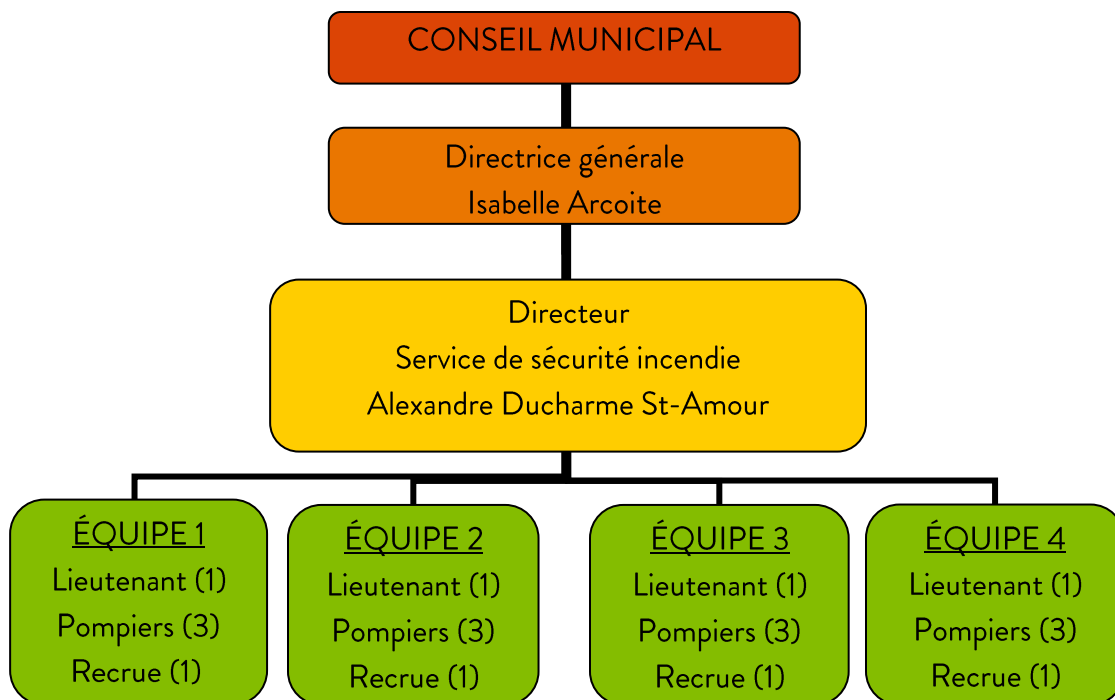 CONSEIL MUNICIPAL
Directrice générale
Isabelle Arcoite
Directeur
Service de sécurité incendie
Alexandre Ducharme St-Amour
ÉQUIPE 1
Lieutenant (1)
Pompiers (3)
Recrue (1)
ÉQUIPE 2
Lieutenant (1)
Pompiers (3)
Recrue (1)
ÉQUIPE 3
Lieutenant (1)
Pompiers (3)
Recrue (1)
ÉQUIPE 4
Lieutenant (1)
Pompiers (3)
Recrue (1)